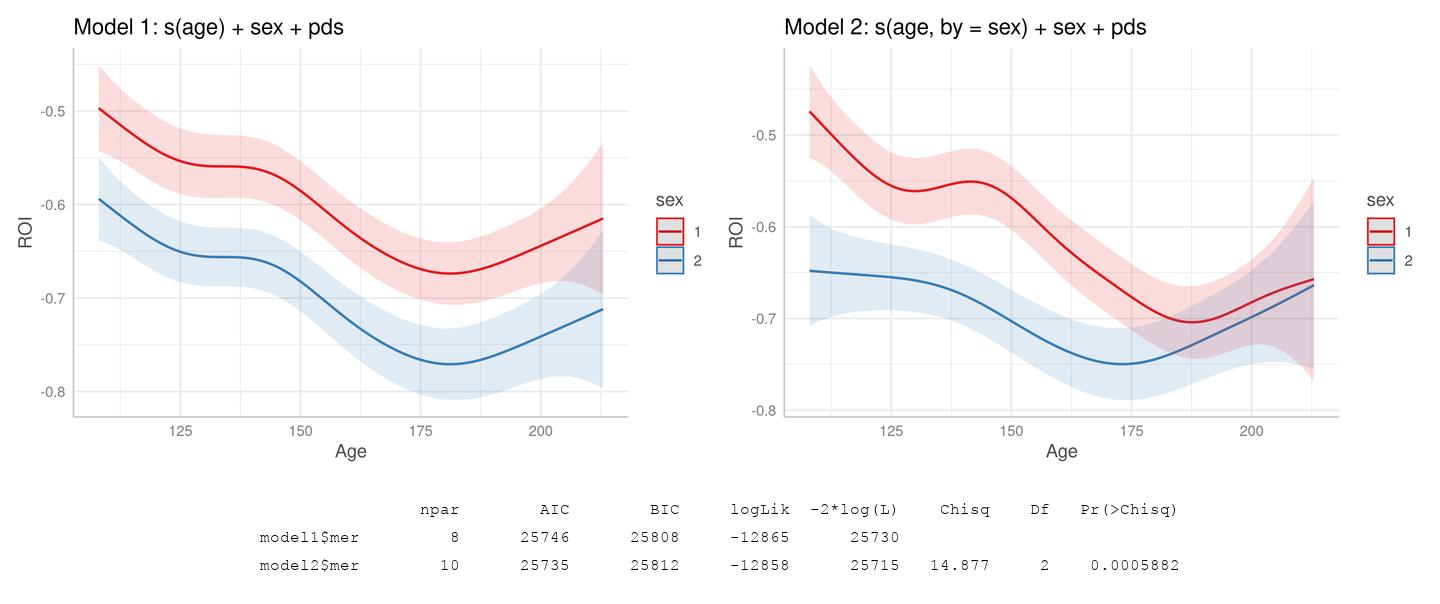 Model 1: s(age) + sex + pds
-0.5
-0.6
-0.7
-0.8
ROI
125 150 175 200
Age
sex
1
2
Model 2: s(age, by = sex) + sex + pds
-0.5
-0.6
-0.7
-0.8
ROI
125 150 175 200
Age
sex
1
2
npar AIC BIC logLik -2*log(L) Chisq Df Pr(>Chisq)
model1$mer 8 25746 25808 -12865 25730
model2$mer 10 25735 25812 -12858 25715 14.877 2 0.0005882